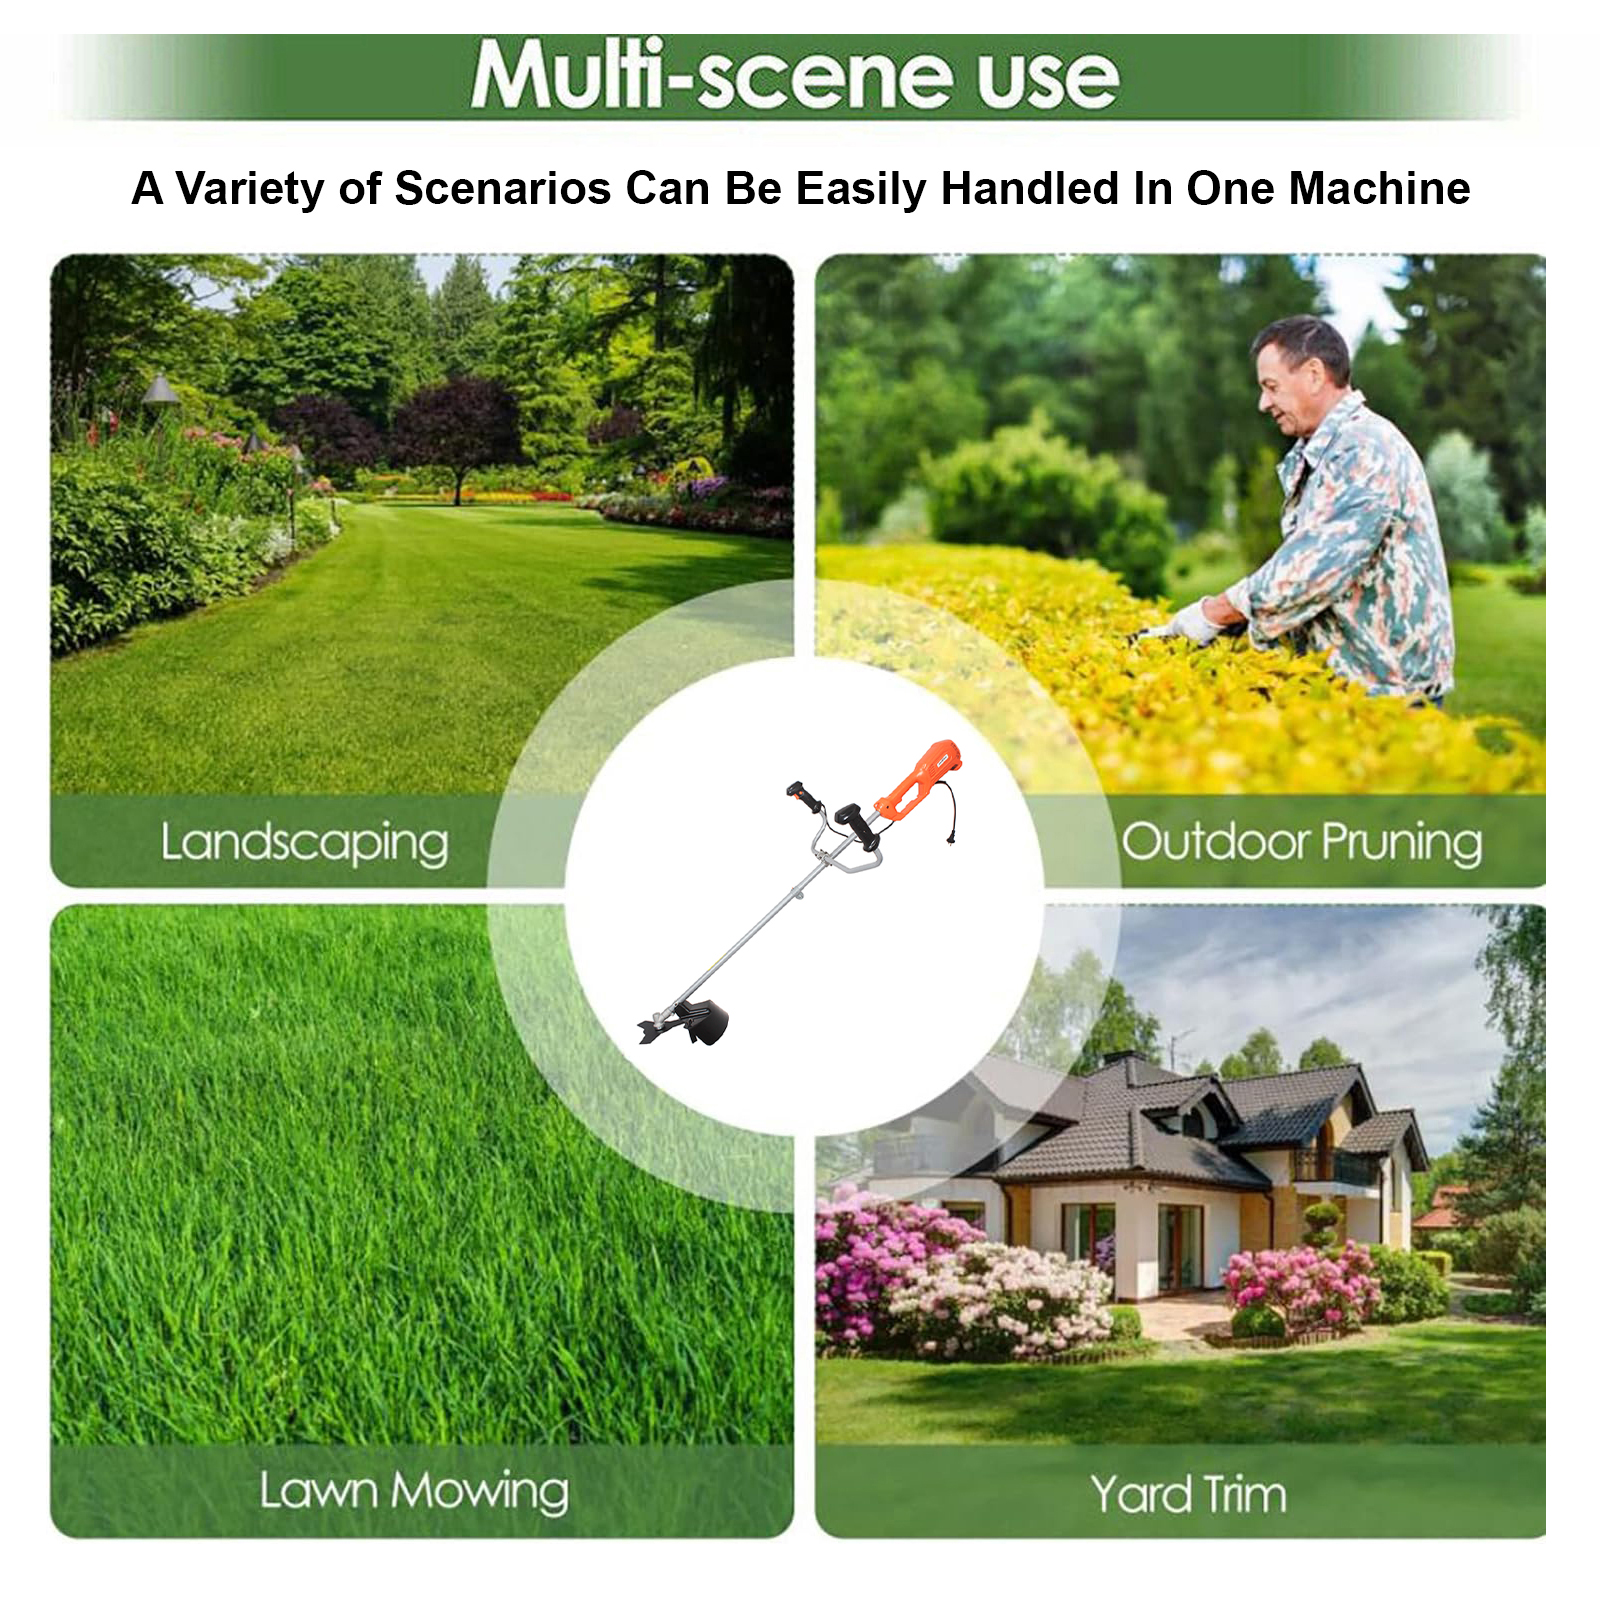 Multi-scene use
A Variety of Scenarios Can Be Easily Handled In One Machine
Landscaping
Outdoor Pruning
Lawn Mowing
Yard Trim